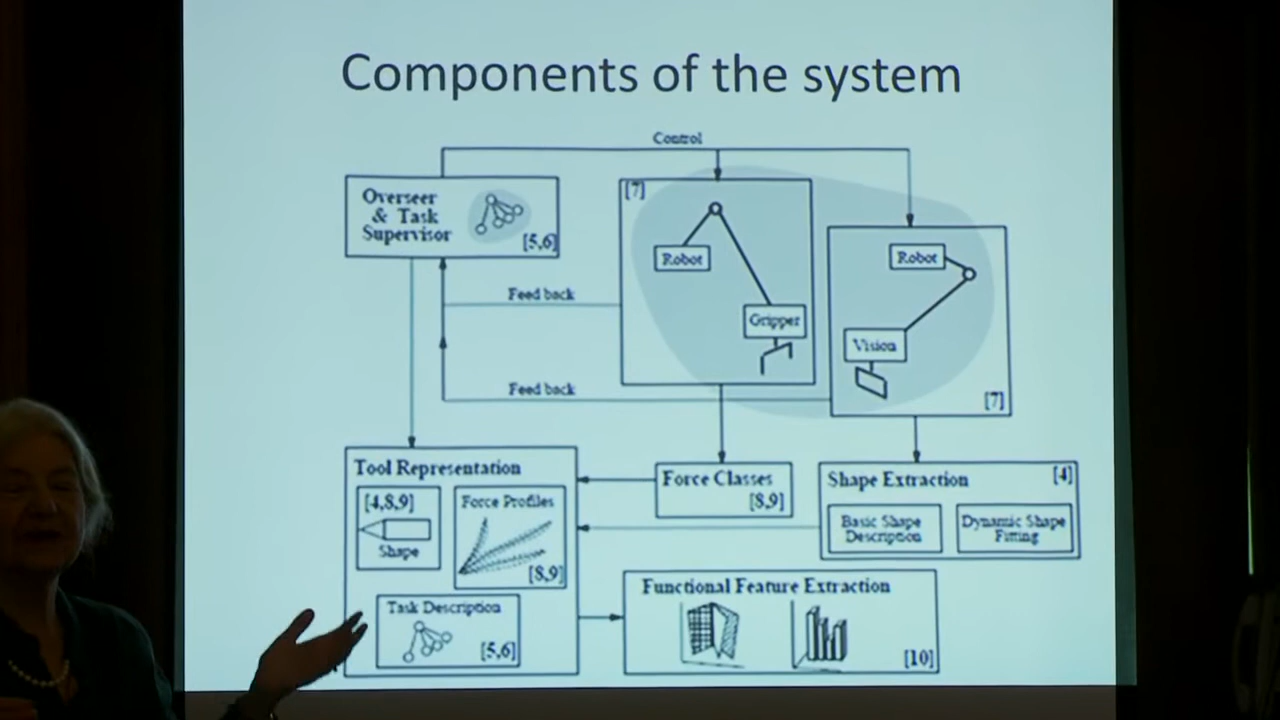 Components of the system
Control
Overseer
& Task
Supervisor
[5,6]
[7]
Robot
Gripper
Robot
Vision
[7]
Feed back
Feed back
Tool Representation
[4,8,9]
Shape
Force Profiles
[8,9]
Task Description
[5,6]
Force Classes
[8,9]
Shape Extraction
[4]
Basic Shape
Description
Dynamic Shape
Fitting
Functional Feature Extraction
[10]